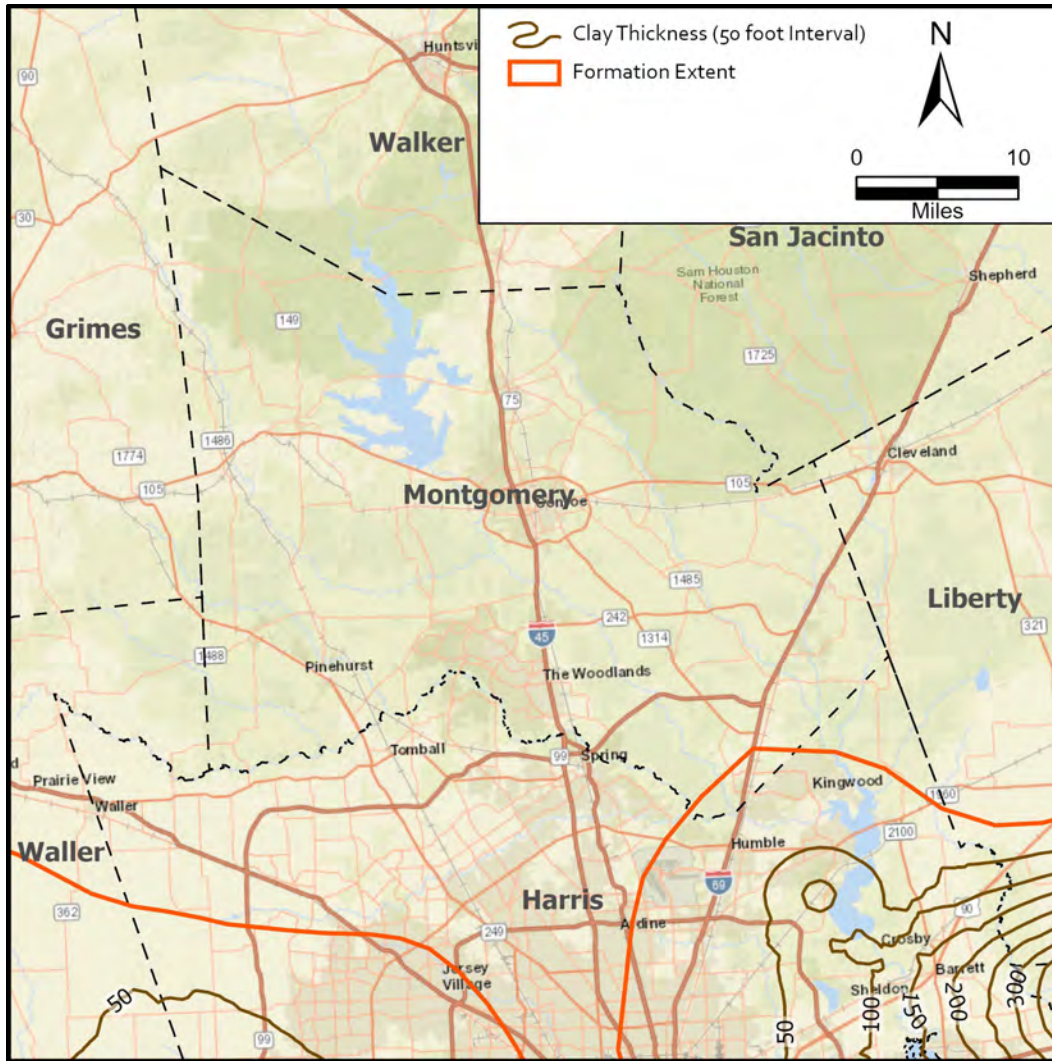 Clay Thickness (50 foot Interval)
Formation Extent
N
0 10
Miles
90
Huntsvi
Walker
30
San Jacinto
Sam Houston
National
Forest
Shepherd
Grimes
149
1725
75
1774
1486
105
Montgomery
105
Cleveland
1485
Liberty
242
1314
321
45
1488
Pinehurst
The Woodlands
Tomball
99
Spring
Prairie View
Waller
Kingwood
1960
2100
Humble
Waller
69
362
Harris
249
90
Crosby
Jersey
Village
Barrett
Sheldon
50
99
50
100
150
200
300